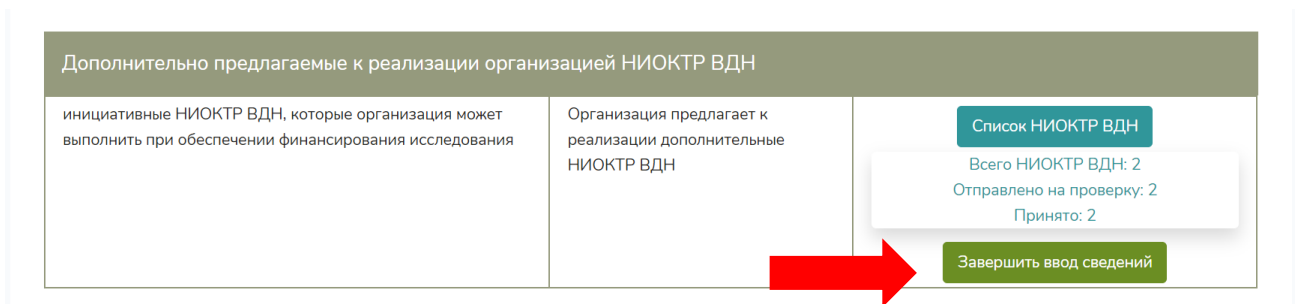 Дополнительно предлагаемые к реализации организацией НИОКТР ВДН
инициативные НИОКТР ВДН, которые организация может
выполнить при обеспечении финансирования исследования
Организация предлагает к
реализации дополнительные
НИОКТР ВДН
Список НИОКТР ВДН
Всего НИОКТР ВДН: 2
Отправлено на проверку: 2
Принято: 2
Завершить ввод сведений